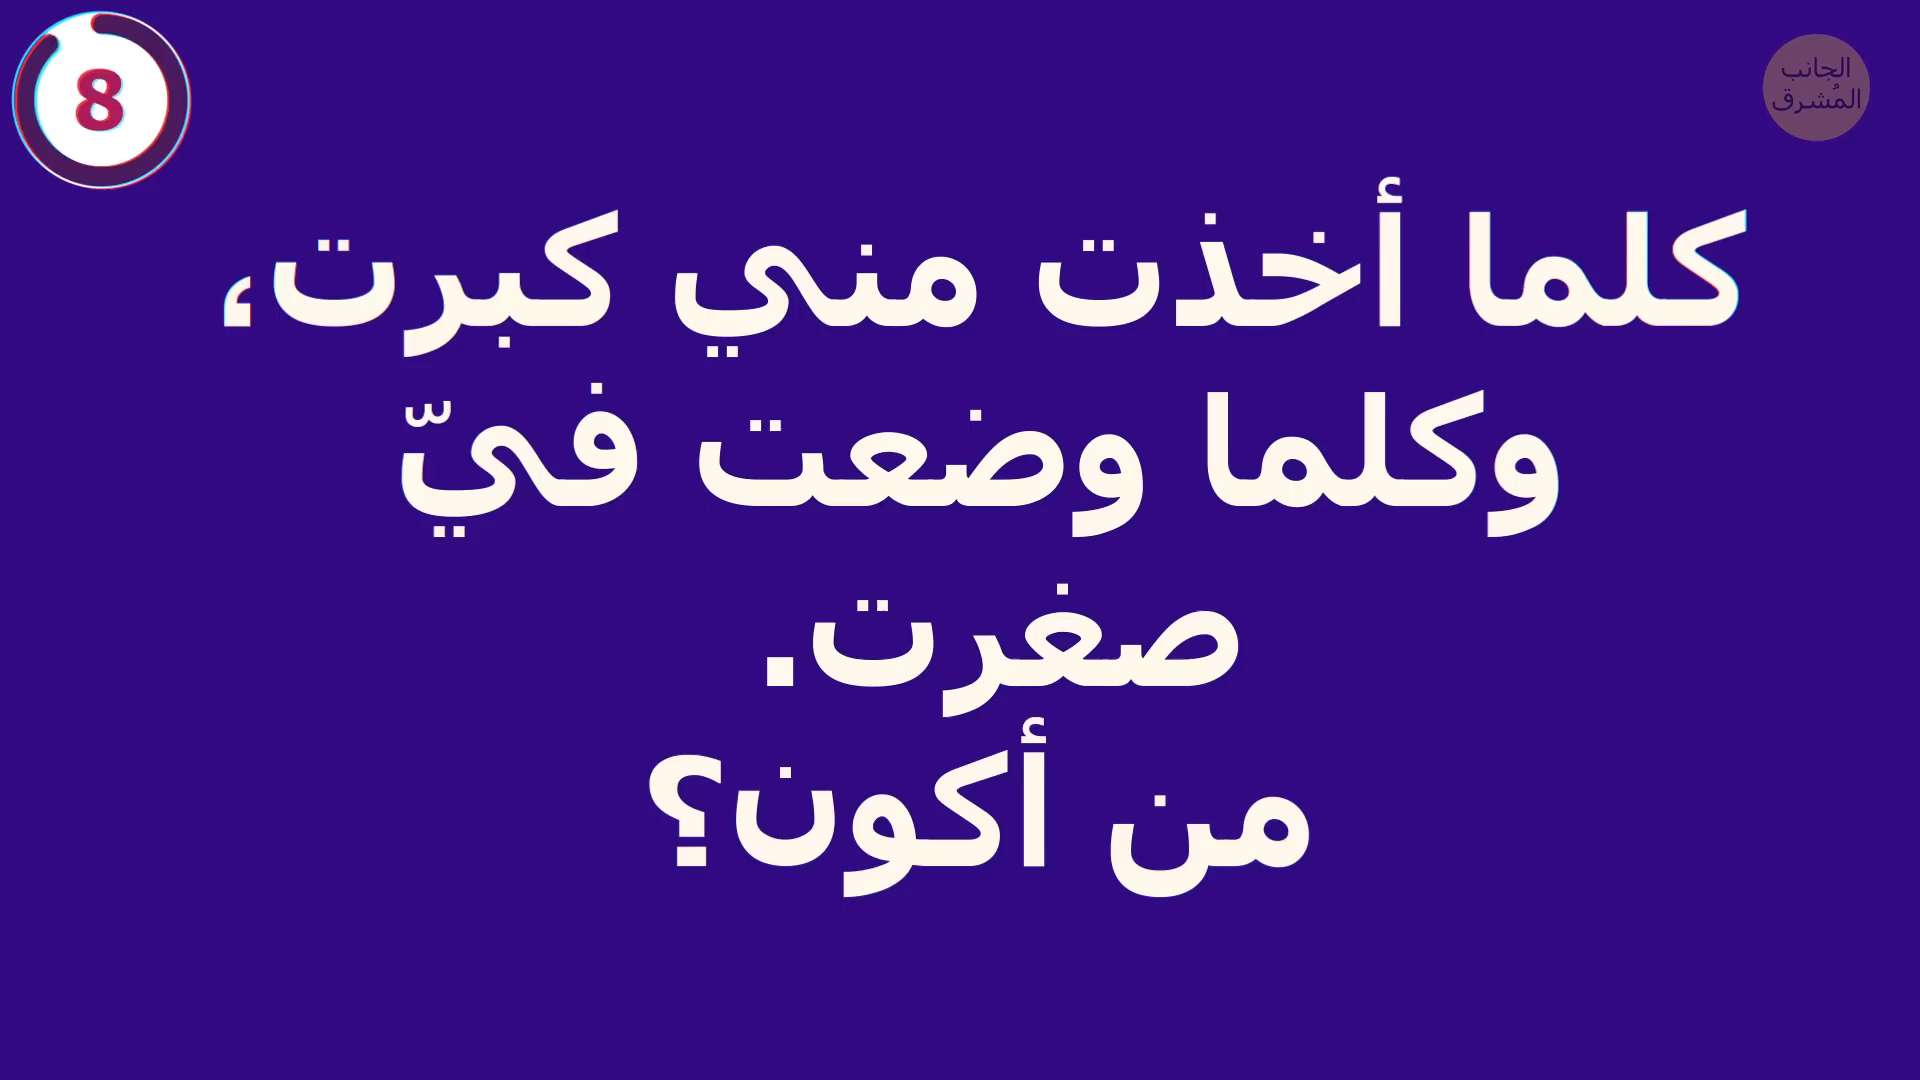 8
الجانب
المُشرق
كلما أخذت مني كبرت،
وكلما وضعت فيّ
صغرت.
من أكون؟